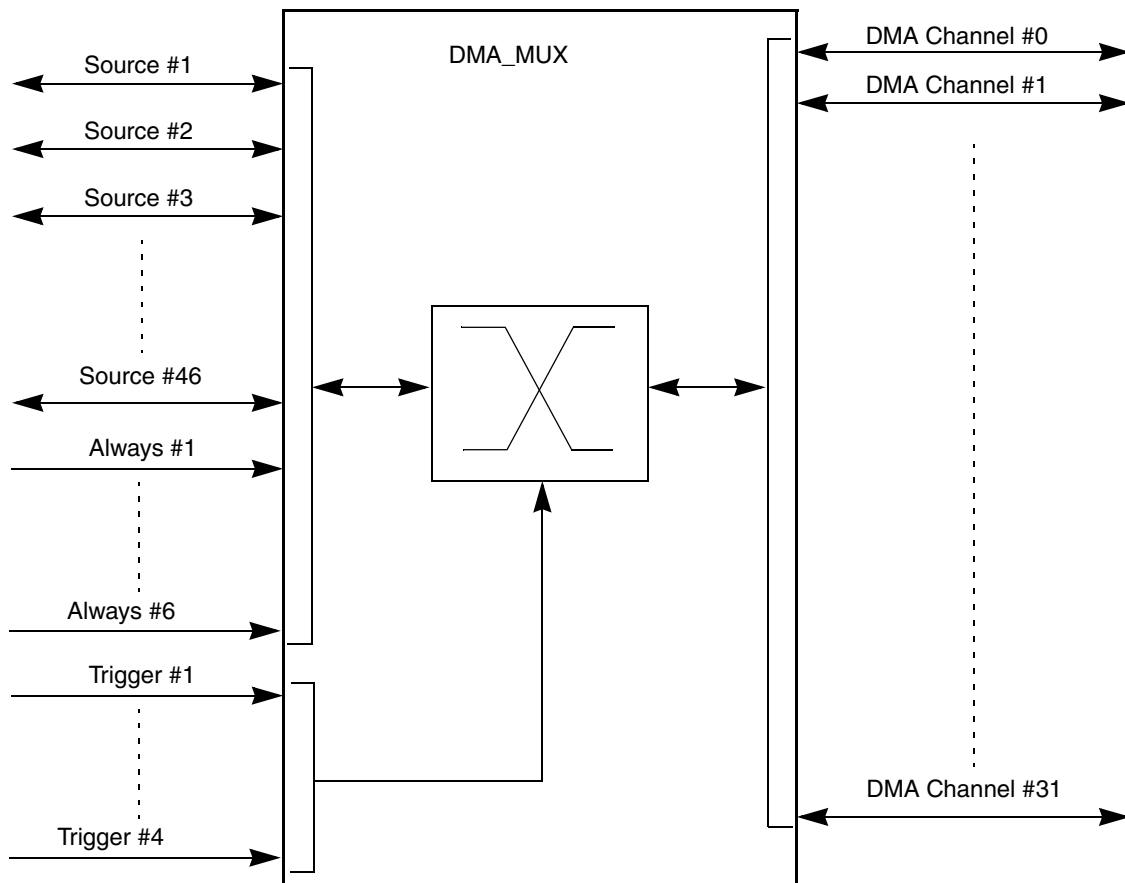 DMA_MUX
Source #1
Source #2
Source #3
Source #46
Always #1
Always #6
Trigger #1
Trigger #4
DMA Channel #0
DMA Channel #1
DMA Channel #31